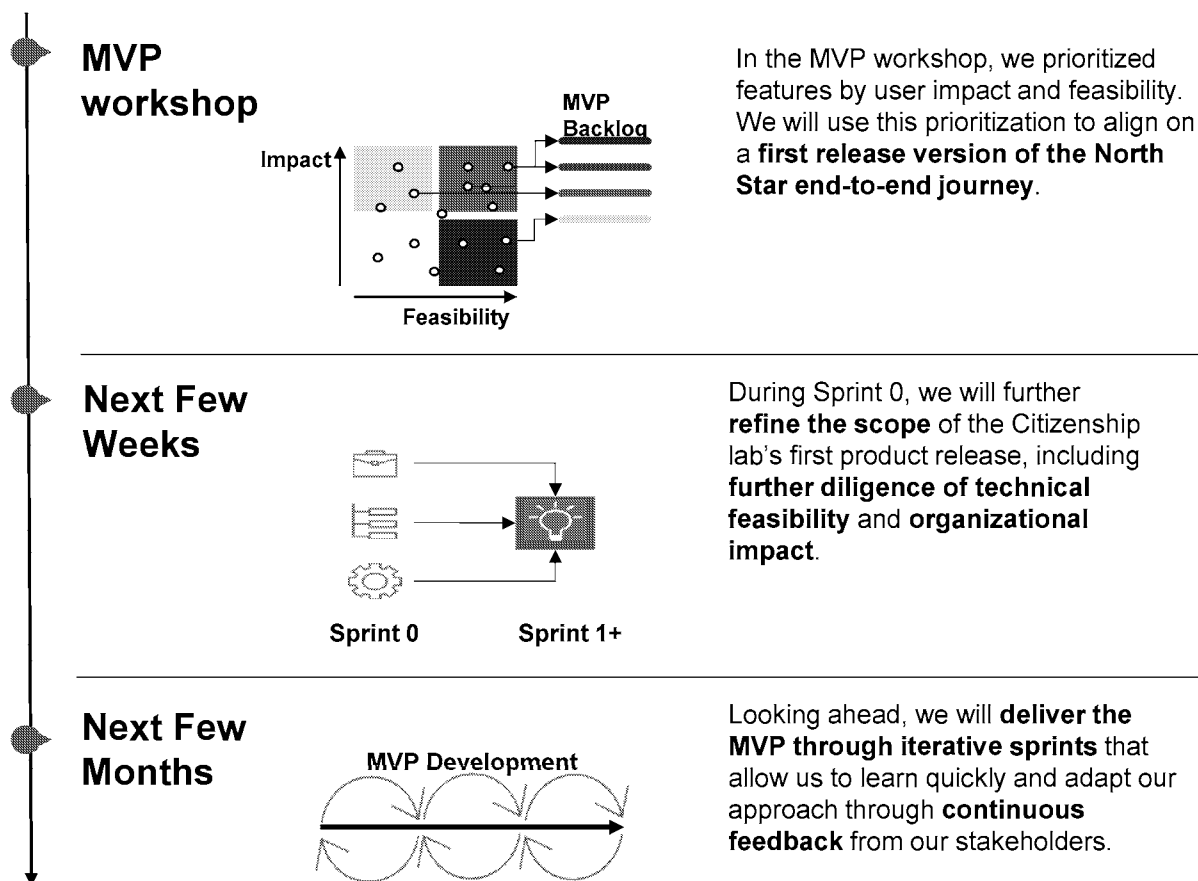 MVP
workshop
MVP
Backlog
Impact
Feasibility
In the MVP workshop, we prioritized
features by user impact and feasibility.
We will use this prioritization to align on
a first release version of the North
Star end-to-end journey.
Next Few
Weeks
Sprint 0
Sprint 1+
During Sprint 0, we will further
refine the scope of the Citizenship
lab's first product release, including
further diligence of technical
feasibility and organizational
impact.
Next Few
Months
MVP Development
Looking ahead, we will deliver the
MVP through iterative sprints that
allow us to learn quickly and adapt our
approach through continuous
feedback from our stakeholders.